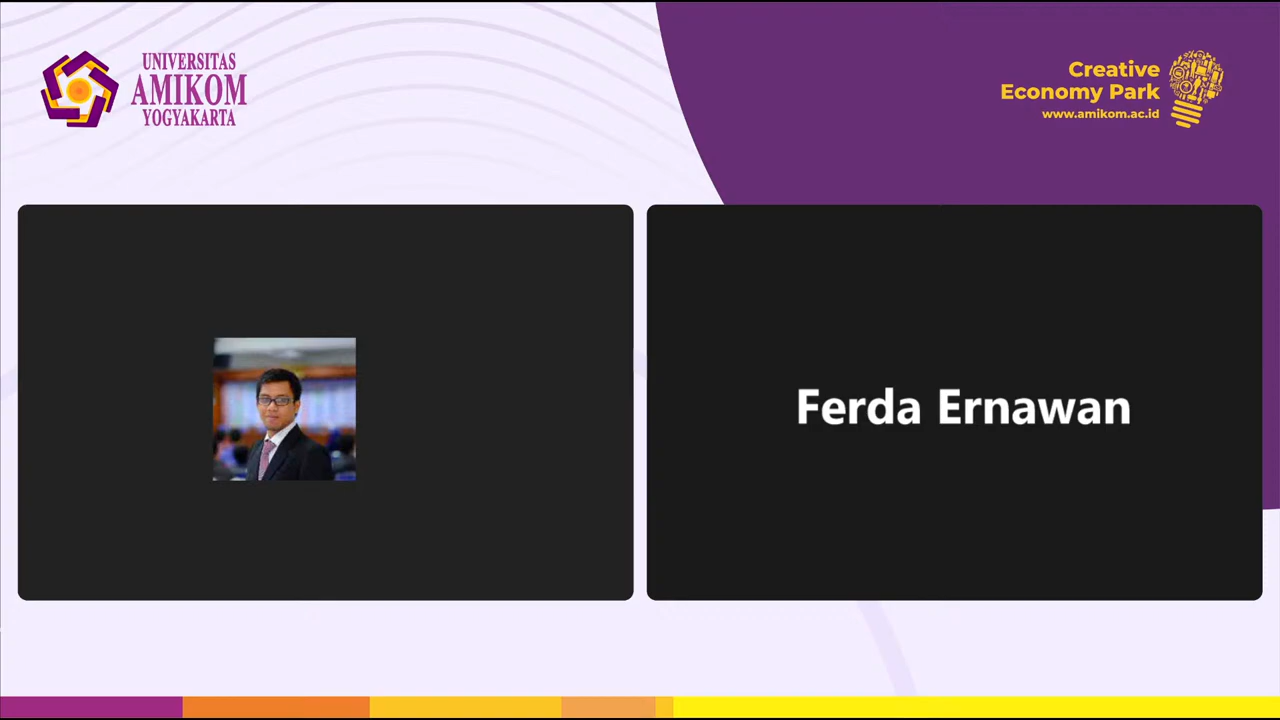 UNIVERSITAS
AMIKOM
YOGYAKARTA
Creative
Economy Park
www.amikom.ac.id
Ferda Ernawan